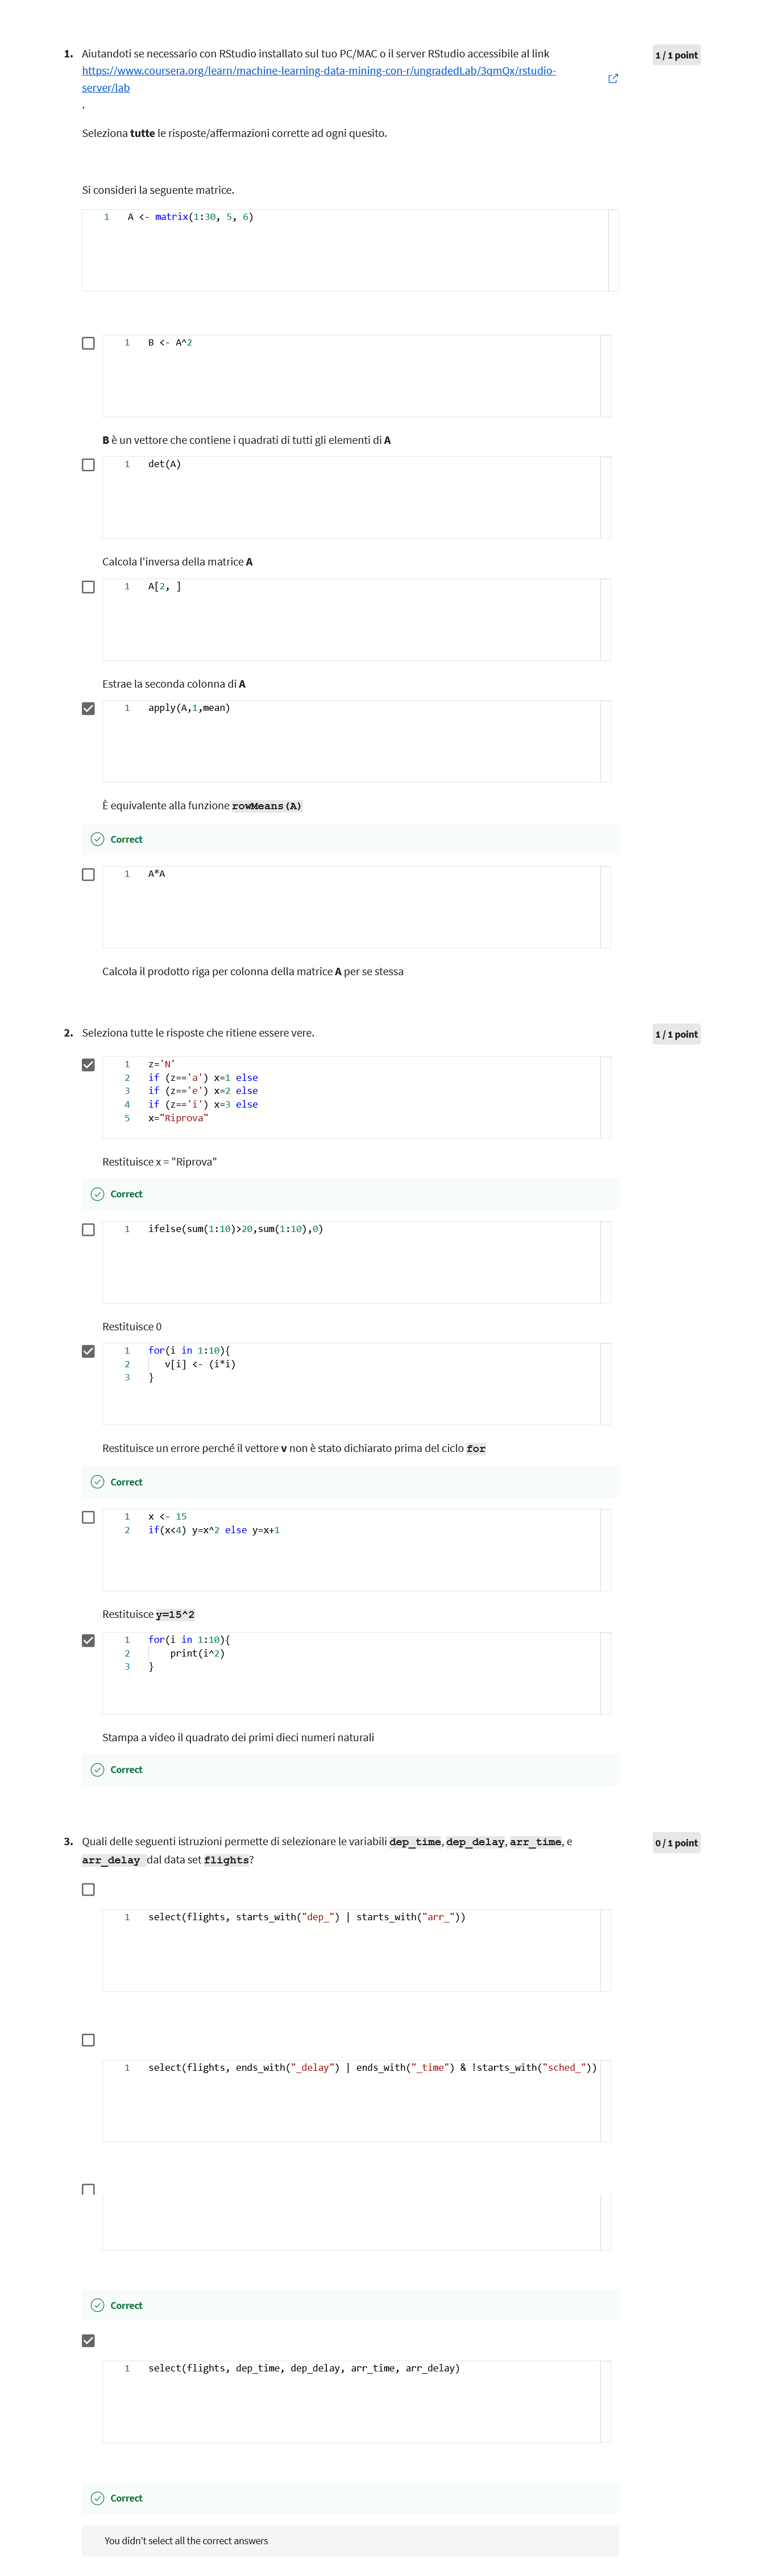 1. Aiutandoti se necessario con RStudio installato sul tuo PC/MAC o il server RStudio accessibile al link
1 / 1 point
https://www.coursera.org/learn/machine-learning-data-mining-con-r/ungradedLab/3qmQx/rstudio-
server/lab
.
Seleziona tutte le risposte/affermazioni corrette ad ogni quesito.
Si consideri la seguente matrice.
1 A <- matrix(1:30, 5, 6)
1 B <- A^2
B è un vettore che contiene i quadrati di tutti gli elementi di A
1 det(A)
Calcola l'inversa della matrice A
1 A[2, ]
Estrae la seconda colonna di A
1 apply(A,1,mean)
È equivalente alla funzione rowMeans(A)
Correct
1 A*A
Calcola il prodotto riga per colonna della matrice A per se stessa
2. Seleziona tutte le risposte che ritiene essere vere.
1 / 1 point
1 z='N'
2 if (z=='a') x=1 else
3 if (z=='e') x=2 else
4 if (z=='i') x=3 else
5 x="Riprova"
Restituisce x = "Riprova"
Correct
1 ifelse(sum(1:10)>20,sum(1:10),0)
Restituisce 0
1 for(i in 1:10){
2 v[i] <- (i*i)
3 }
Restituisce un errore perché il vettore v non è stato dichiarato prima del ciclo for
Correct
1 x <- 15
2 if(x<4) y=x^2 else y=x+1
Restituisce y=15^2
1 for(i in 1:10){
2 print(i^2)
3 }
Stampa a video il quadrato dei primi dieci numeri naturali
Correct
3. Quali delle seguenti istruzioni permette di selezionare le variabili dep_time, dep_delay, arr_time, e
0 / 1 point
arr_delay dal data set flights?
1 select(flights, starts_with("dep_") | starts_with("arr_"))
1 select(flights, ends_with("_delay") | ends_with("_time") & !starts_with("sched_"))
Correct
1 select(flights, dep_time, dep_delay, arr_time, arr_delay)
Correct
You didn't select all the correct answers